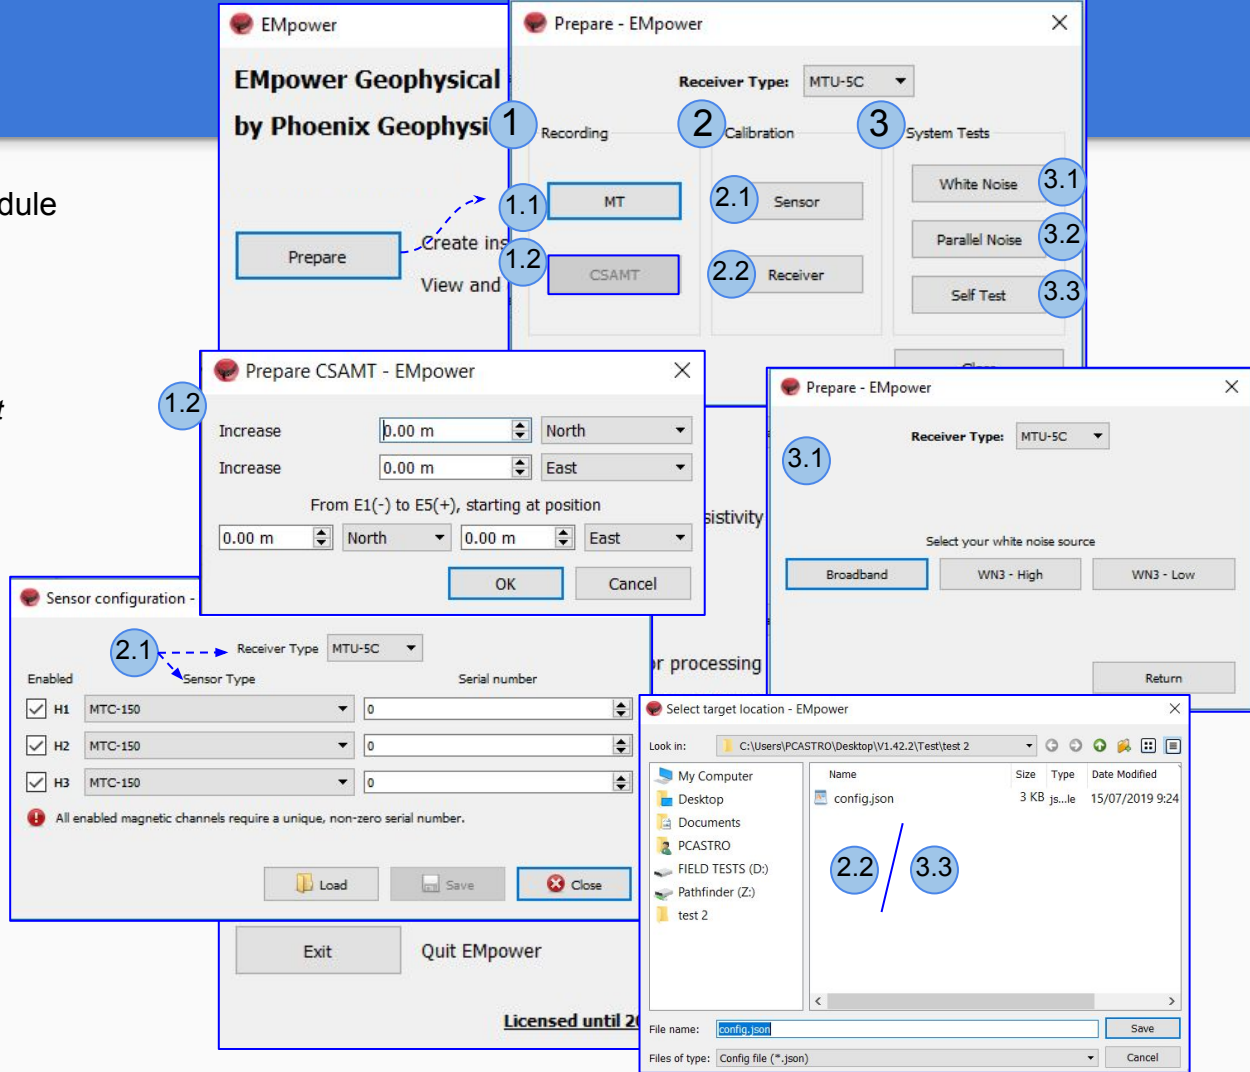 EMpower
EMpower Geophysical
by Phoenix Geophysi
Prepare
Create ins
View and
dule
t
Prepare - EMpower
Receiver Type: MTU-5C
1 Recording
2 Calibration
3 System Tests
1.1 MT
1.2 CSAMT
2.1 Sensor
2.2 Receiver
White Noise 3.1
Parallel Noise 3.2
Self Test 3.3
1.2
Prepare CSAMT - EMpower
Increase 0.00 m North
Increase 0.00 m East
From E1(-) to E5(+), starting at position
0.00 m North 0.00 m East
OK Cancel
sistivity
or processing
Prepare - EMpower
3.1
Receiver Type: MTU-5C
Select your white noise source
Broadband WN3 - High WN3 - Low
Return
Sensor configuration -
2.1
Receiver Type MTU-5C
Enabled Sensor Type Serial number
H1 MTC-150 0
H2 MTC-150 0
H3 MTC-150 0
All enabled magnetic channels require a unique, non-zero serial number.
Load Save Close
Select target location - EMpower
Look in: C:\Users\PCASTRO\Desktop\V1.42.2\Test\test 2
My Computer
Desktop
Documents
PCASTRO
FIELD TESTS (D:)
Pathfinder (Z:)
test 2
Name Size Type Date Modified
config.json 3 KB js...le 15/07/2019 9:24
2.2 / 3.3
File name: config.json Save
Files of type: Config file (*.json) Cancel
Exit Quit EMpower
Licensed until 20